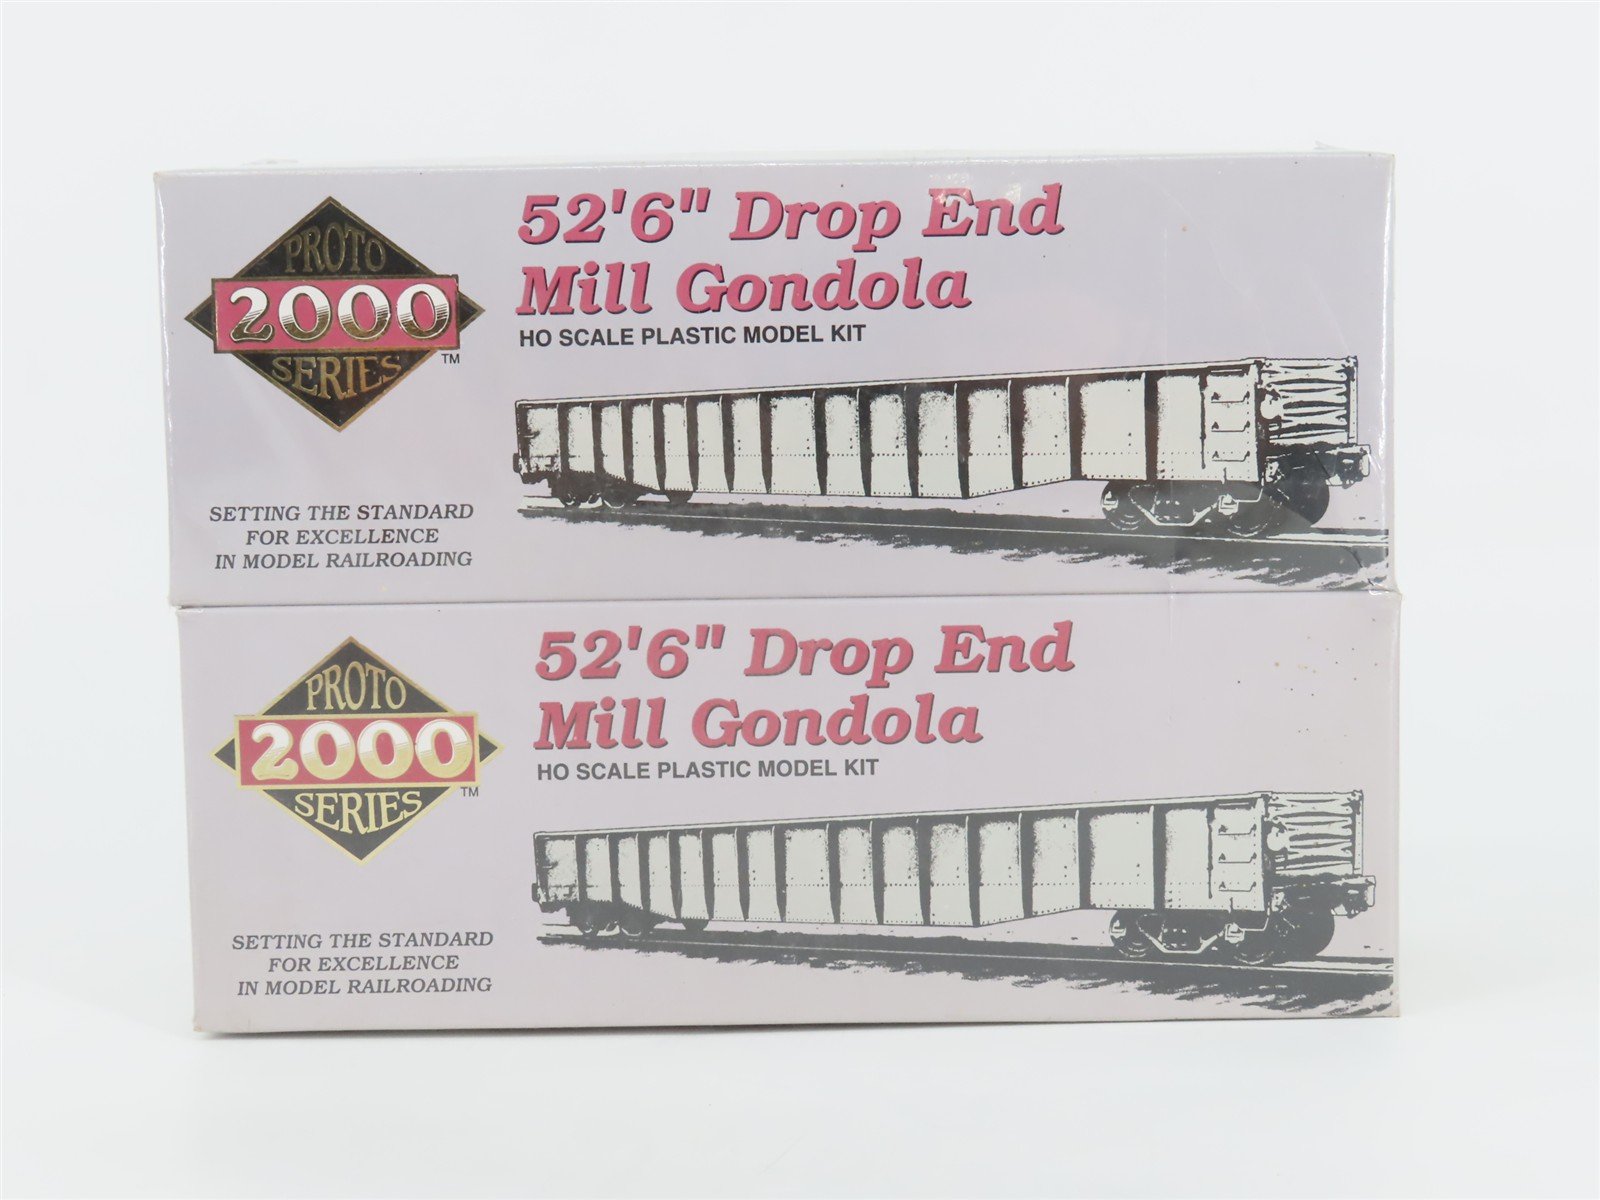 PROTO
2000
SERIES
TM
52'6" Drop End
Mill Gondola
HO SCALE PLASTIC MODEL KIT
SETTING THE STANDARD
FOR EXCELLENCE
IN MODEL RAILROADING
PROTO
2000
SERIES
TM
52'6" Drop End
Mill Gondola
HO SCALE PLASTIC MODEL KIT
SETTING THE STANDARD
FOR EXCELLENCE
IN MODEL RAILROADING